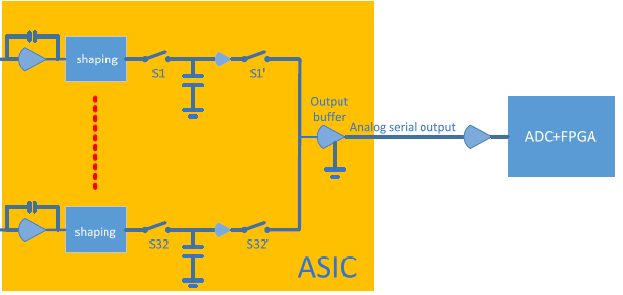 shaping
S1
S1'
Output
buffer
Analog serial output
ADC+FPGA
shaping
S32
S32'
ASIC